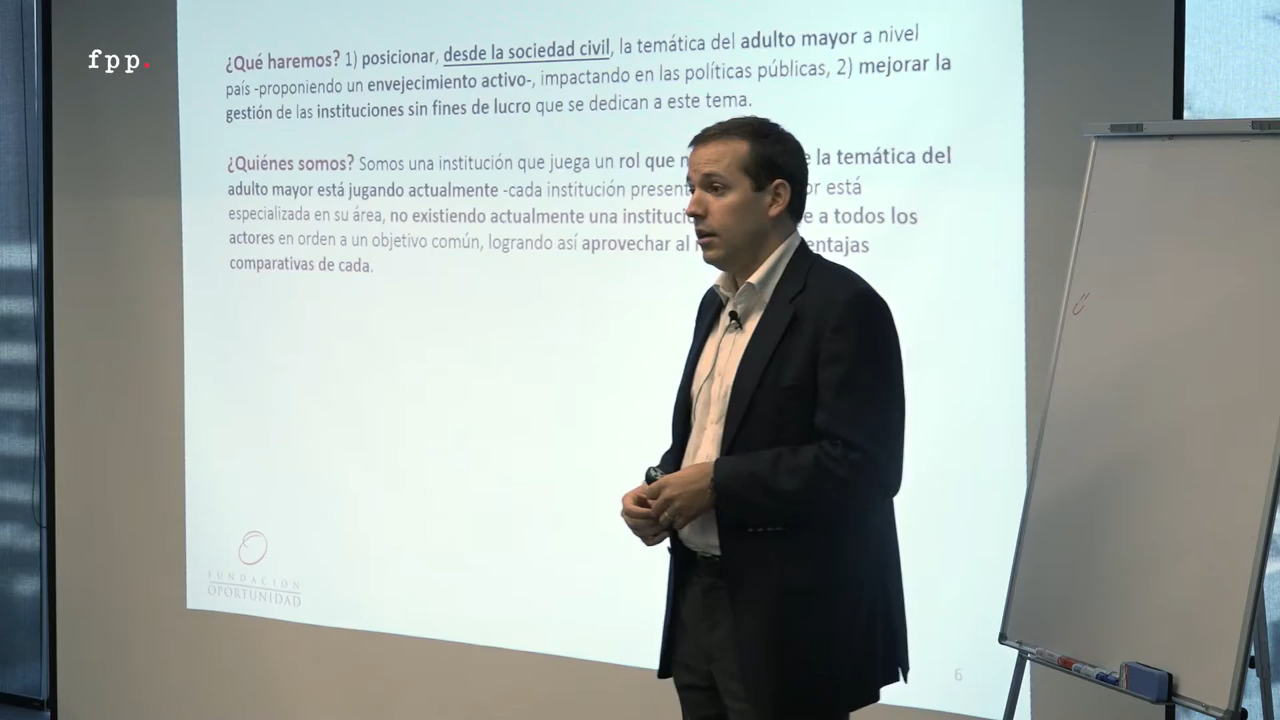 fpp.
¿Qué haremos? 1) posicionar, desde la sociedad civil, la temática del adulto mayor a nivel
país -proponiendo un envejecimiento activo-, impactando en las políticas públicas, 2) mejorar la
gestión de las instituciones sin fines de lucro que se dedican a este tema.
¿Quiénes somos? Somos una institución que juega un rol que la temática del
adulto mayor está jugando actualmente -cada institución está
especializada en su área, no existiendo actualmente una a todos los
actores en orden a un objetivo común, logrando así aprovechar al
comparativas de cada.
FUNDACIÓN
OPORTUNIDAD
6